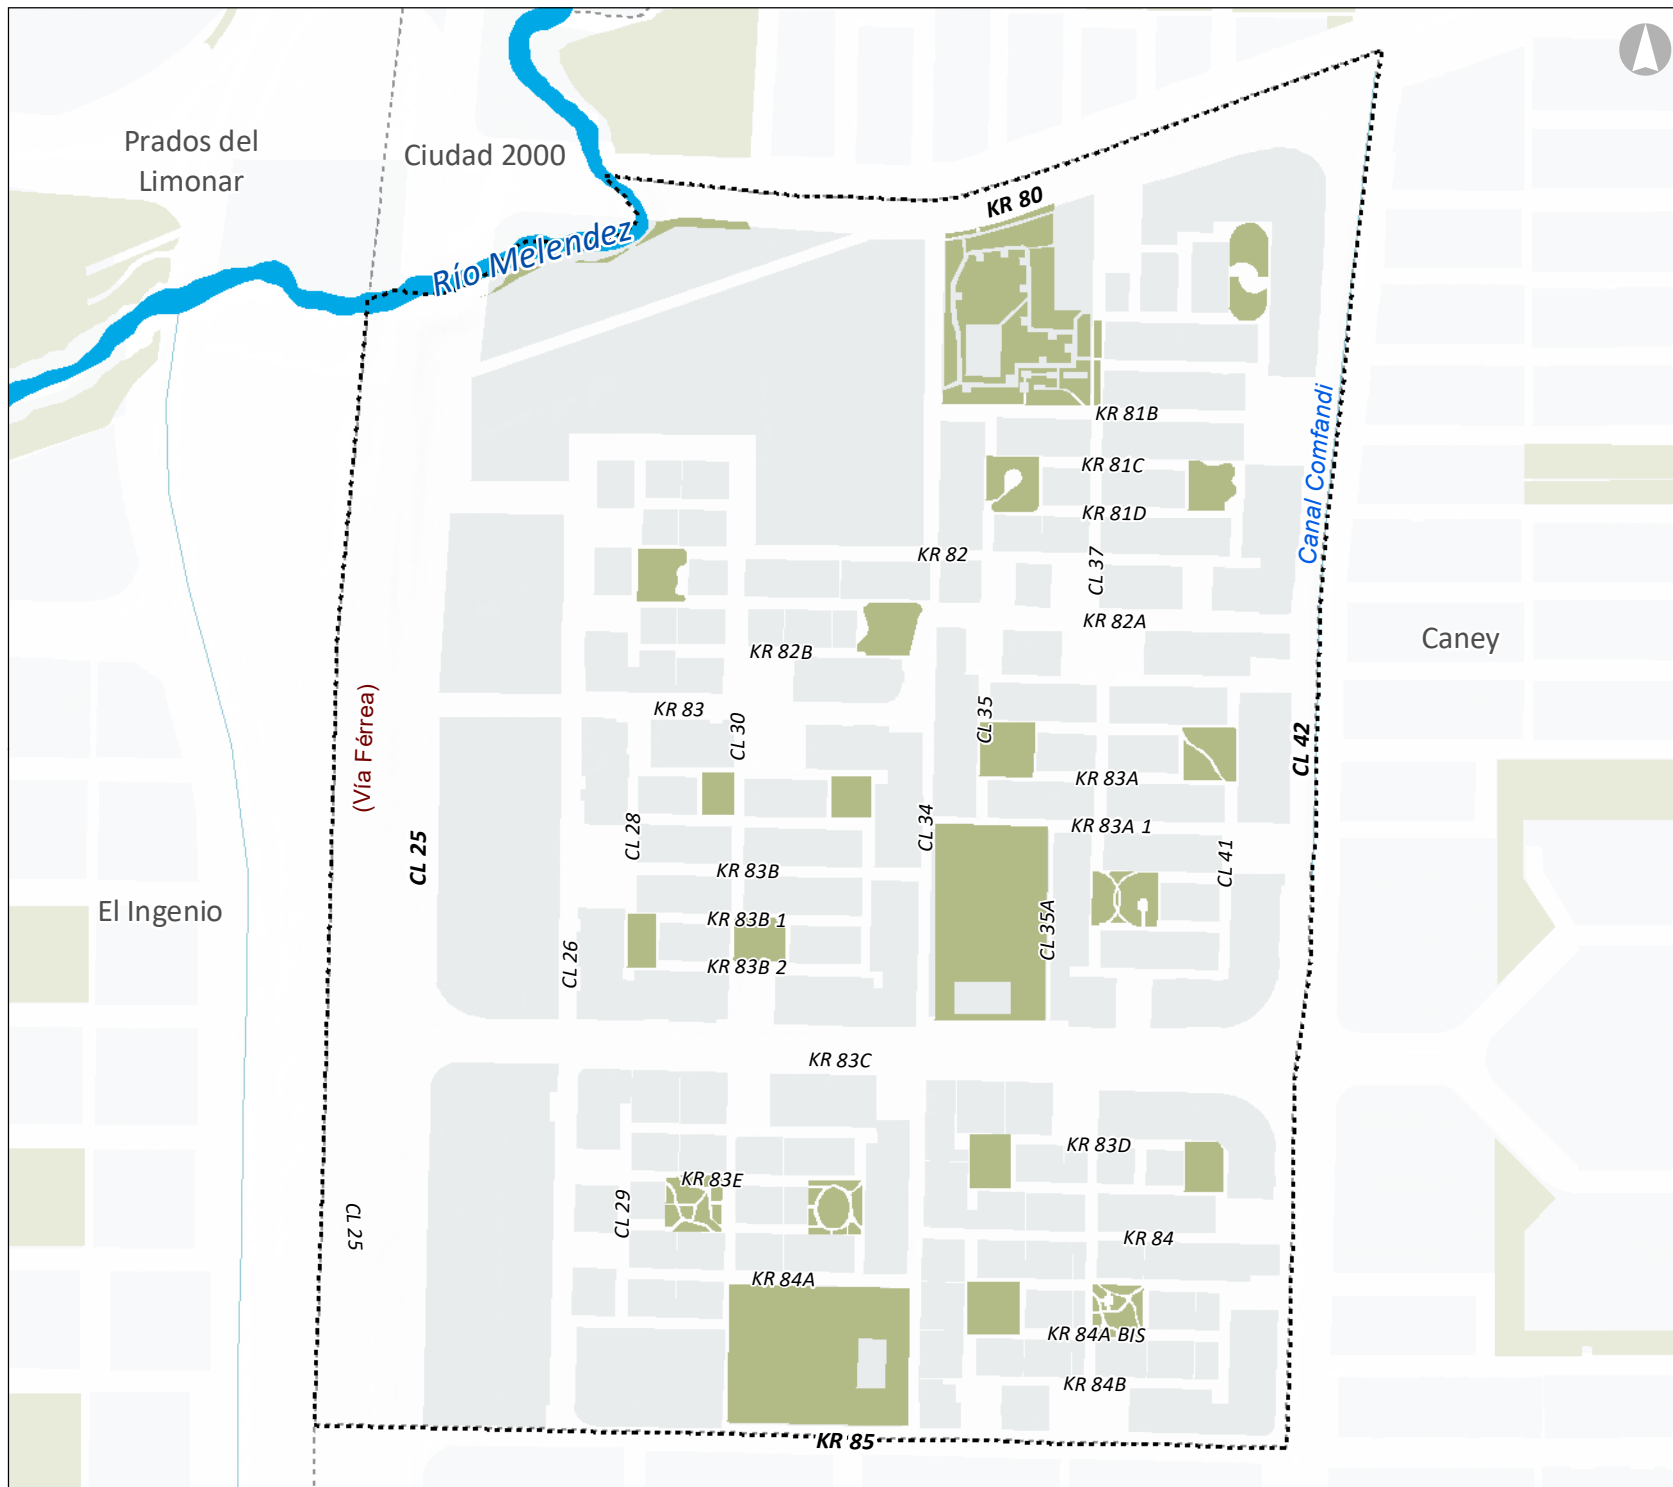 Prados del
Limonar
Ciudad 2000
KR 80
Río Melendez
KR 81B
Canal Comfandi
KR 81C
KR 81D
KR 82
CL 37
KR 82A
Caney
KR 82B
KR 83
CL 30
CL 35
(Vía Férrea)
CL 42
KR 83A
CL 34
KR 83A 1
CL 28
CL 25
CL 41
KR 83B
El Ingenio
KR 83B 1
CL 35A
CL 26
KR 83B 2
KR 83C
KR 83D
KR 83E
CL 29
CL 25
KR 84
KR 84A
KR 84A BIS
KR 84B
KR 85